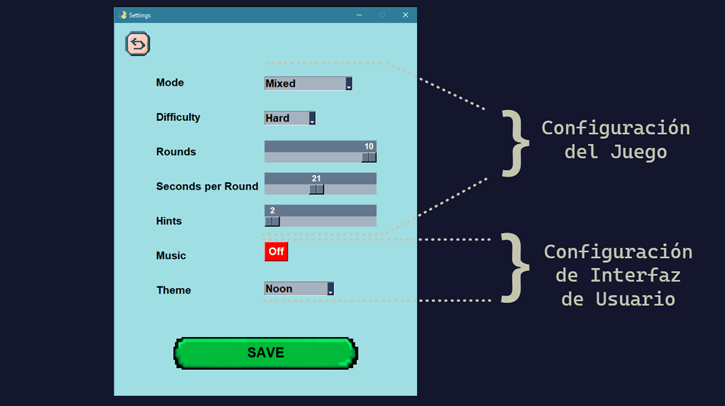 Settings
Mode
Mixed
Difficulty
Hard
Rounds
10
Seconds per Round
21
Hints
2
Music
Off
Theme
Noon
SAVE
Configuración
del Juego
Configuración
de Interfaz
de Usuario